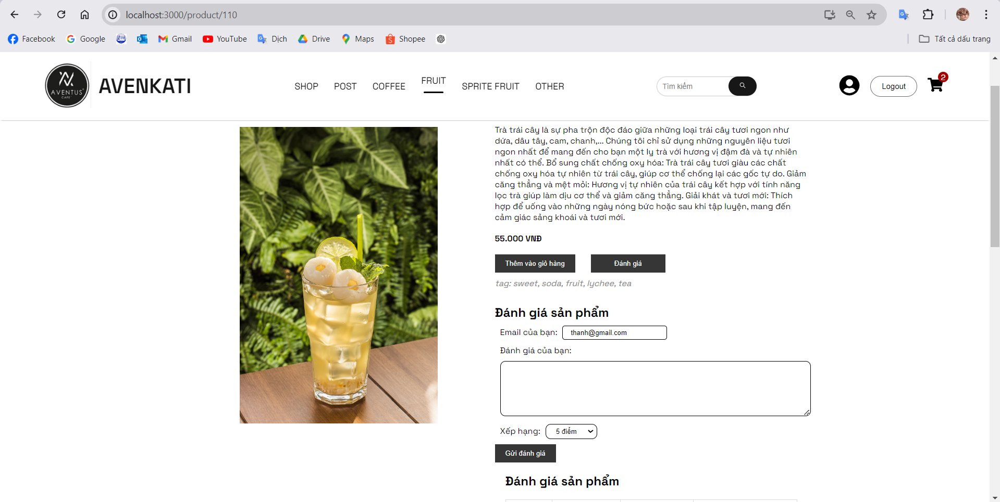 localhost:3000/product/110
Facebook
Google
Gmail
YouTube
Dịch
Drive
Maps
Shopee
Tất cả dấu trang
AVENTUS
CAFE
AVENKATI
SHOP
POST
COFFEE
FRUIT
SPRITE FRUIT
OTHER
Tìm kiếm
Logout
2
Trà trái cây là sự pha trộn độc đáo giữa những loại trái cây tươi ngon như
dứa, dâu tây, cam, chanh,... Chúng tôi chỉ sử dụng những nguyên liệu tươi
ngon nhất để mang đến cho bạn một ly trà với hương vị đậm đà và tự nhiên
nhất có thể. Bổ sung chất chống oxy hóa: Trà trái cây tươi giàu các chất
chống oxy hóa tự nhiên từ trái cây, giúp cơ thể chống lại các gốc tự do. Giảm
căng thẳng và mệt mỏi: Hương vị tự nhiên của trái cây kết hợp với tính năng
lọc trà giúp làm dịu cơ thể và giảm căng thẳng. Giải khát và tươi mới: Thích
hợp để uống vào những ngày nóng bức hoặc sau khi tập luyện, mang đến
cảm giác sảng khoái và tươi mới.
55.000 VNĐ
Thêm vào giỏ hàng
Đánh giá
tag: sweet, soda, fruit, lychee, tea
Đánh giá sản phẩm
Email của bạn: thanh@gmail.com
Đánh giá của bạn:
Xếp hạng: 5 điểm
Gửi đánh giá
Đánh giá sản phẩm